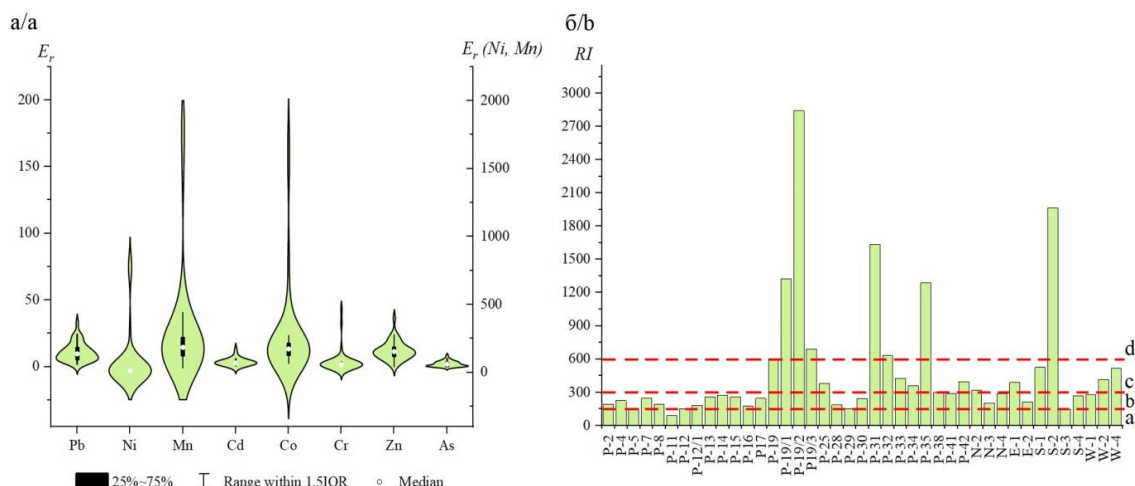 а/a
б/b
E_r
E_r (Ni, Mn)
RI
200
150
100
50
0
2000
1500
1000
500
0
Pb Ni Mn Cd Co Cr Zn As
25%~75%
Range within 1.5IQR
Median
3000
2700
2400
2100
1800
1500
1200
900
600
300
0
d
c
b
a
P-2 P-4 P-5 P-7 P-8 P-11 P-12 P-12/1 P-13 P-14 P-15 P-16 P17 P-19 P-19/1 P-19/2 P19/3 P-25 P-28 P-29 P-30 P-31 P-32 P-33 P-34 P-35 P-38 P-41 P-42 N-2 N-3 N-4 E-1 E-2 S-1 S-2 S-3 S-4 W-1 W-2 W-4